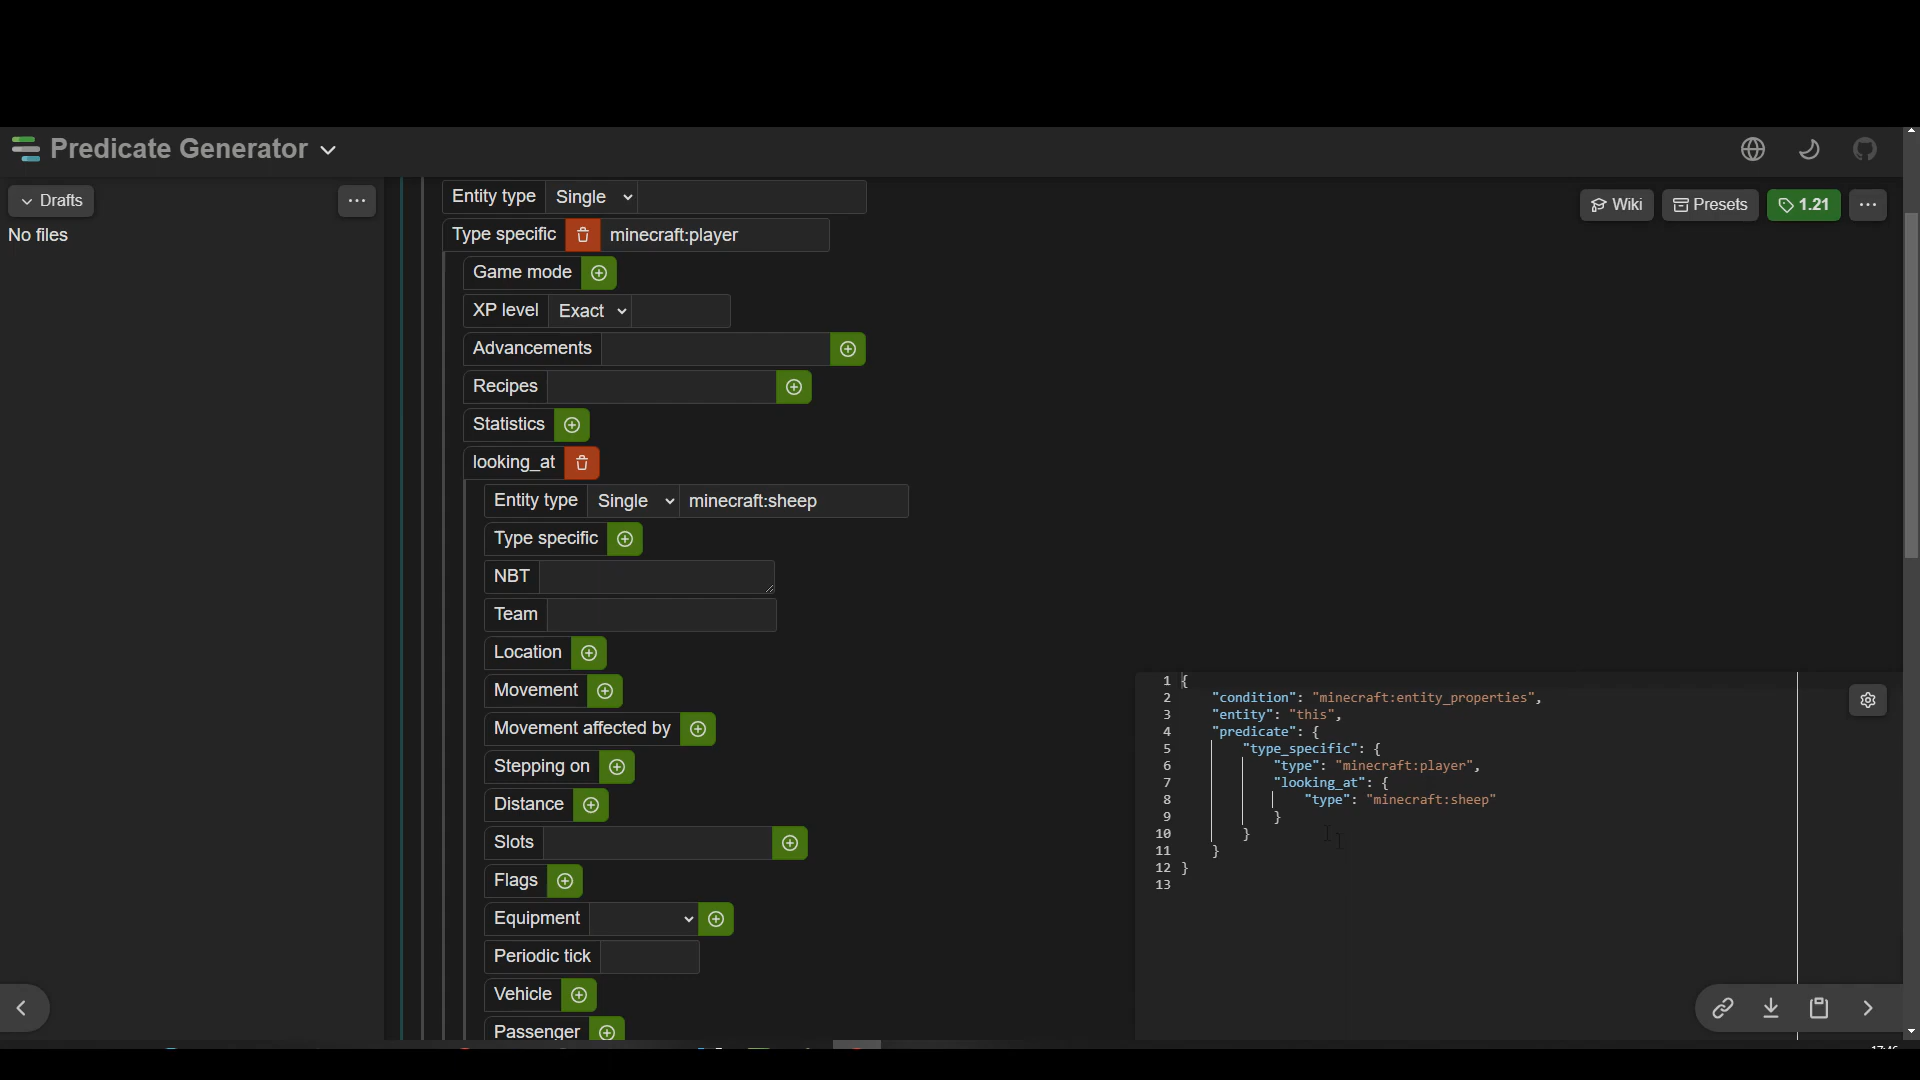 Predicate Generator
Drafts
No files
Wiki
Presets
1.21
Entity type Single
Type specific minecraft:player
Game mode
XP level Exact
Advancements
Recipes
Statistics
looking_at
Entity type Single minecraft:sheep
Type specific
NBT
Team
Location
Movement
Movement affected by
Stepping on
Distance
Slots
Flags
Equipment
Periodic tick
Vehicle
Passenger
1 {
2 "condition": "minecraft:entity_properties",
3 "entity": "this",
4 "predicate": {
5 "type_specific": {
6 "type": "minecraft:player",
7 "looking_at": {
8 "type": "minecraft:sheep"
9 }
10 }
11 }
12 }
13